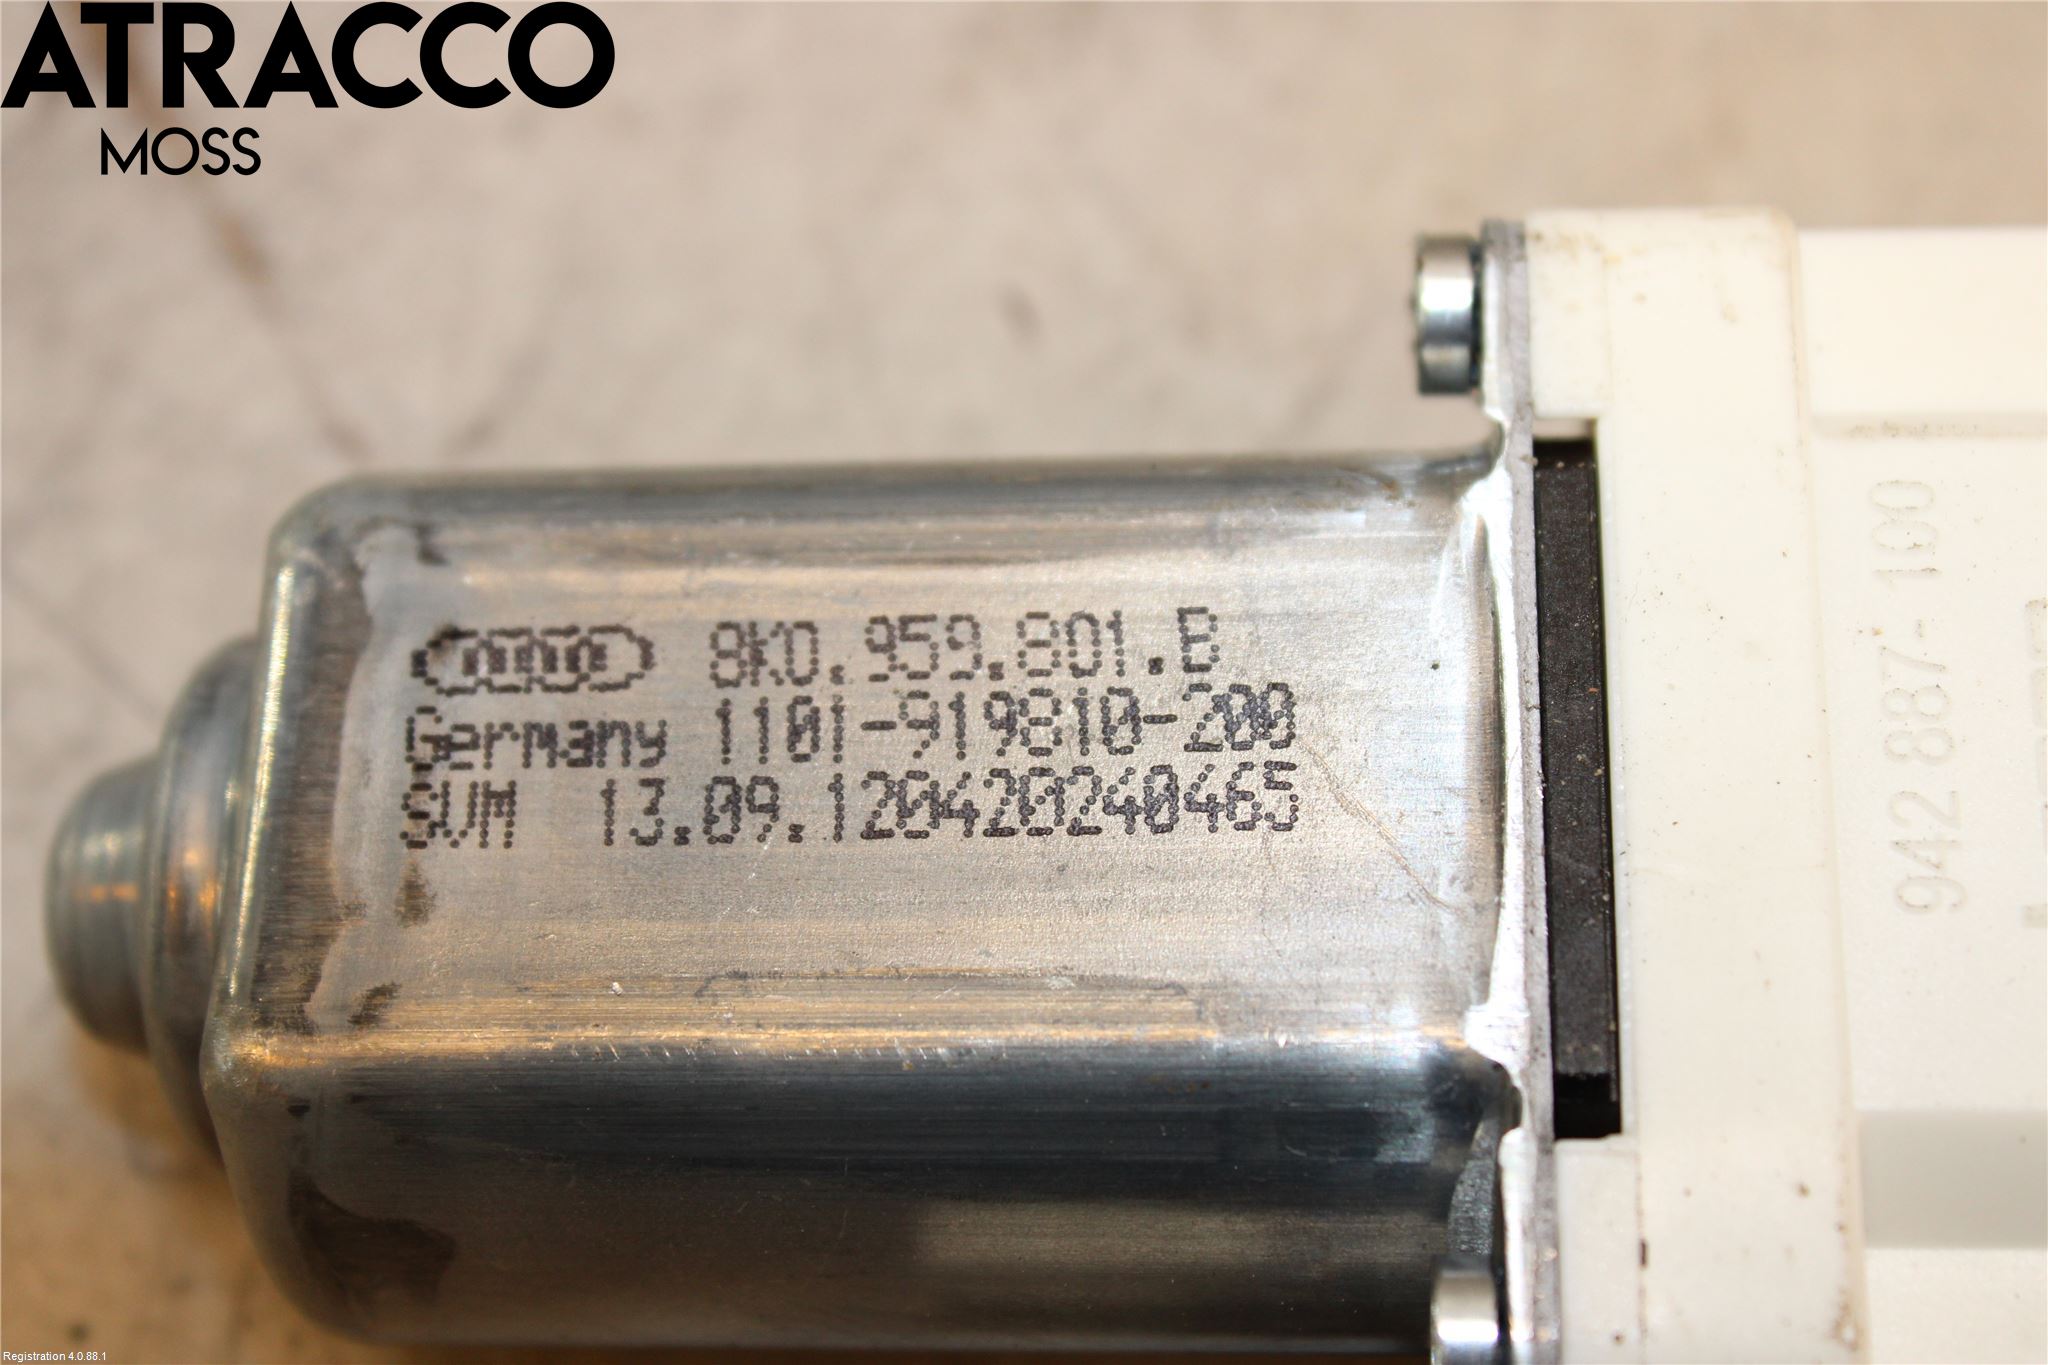 ATRACCO
MOSS
8K0.959.801.B
Germany 1101-919810-200
13.09.120420240465
942 887-100
Registration 4.0.88.1